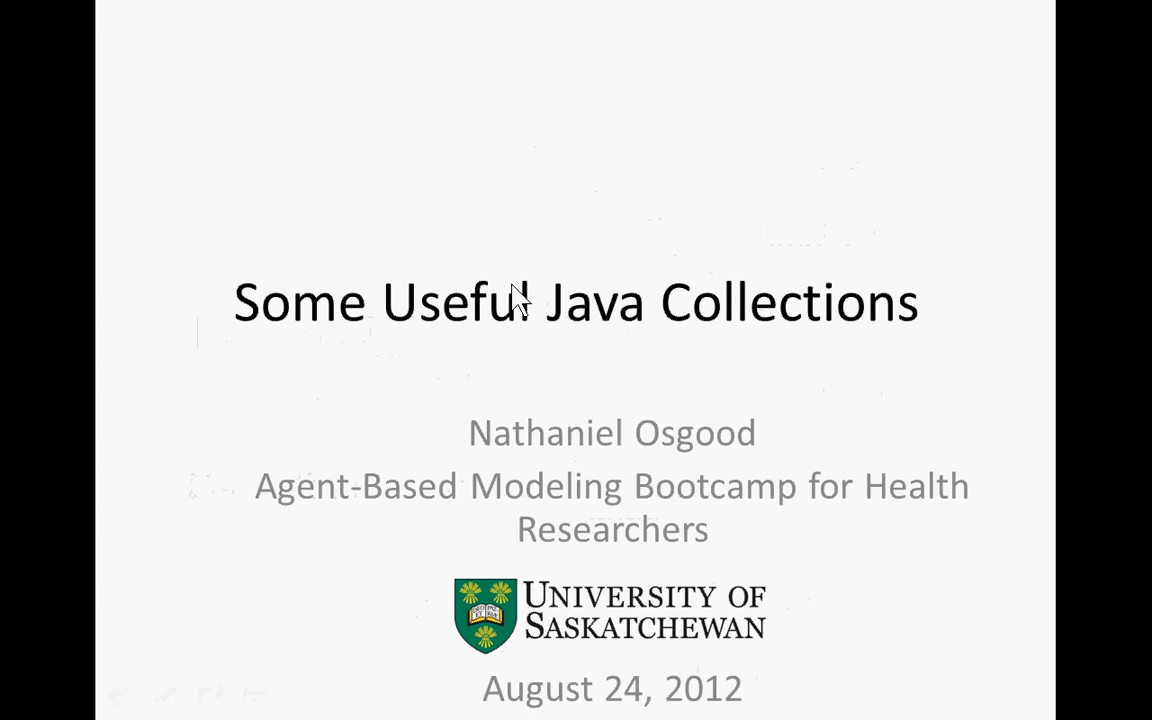 Some Useful Java Collections
Nathaniel Osgood
Agent-Based Modeling Bootcamp for Health
Researchers
UNIVERSITY OF
SASKATCHEWAN
August 24, 2012